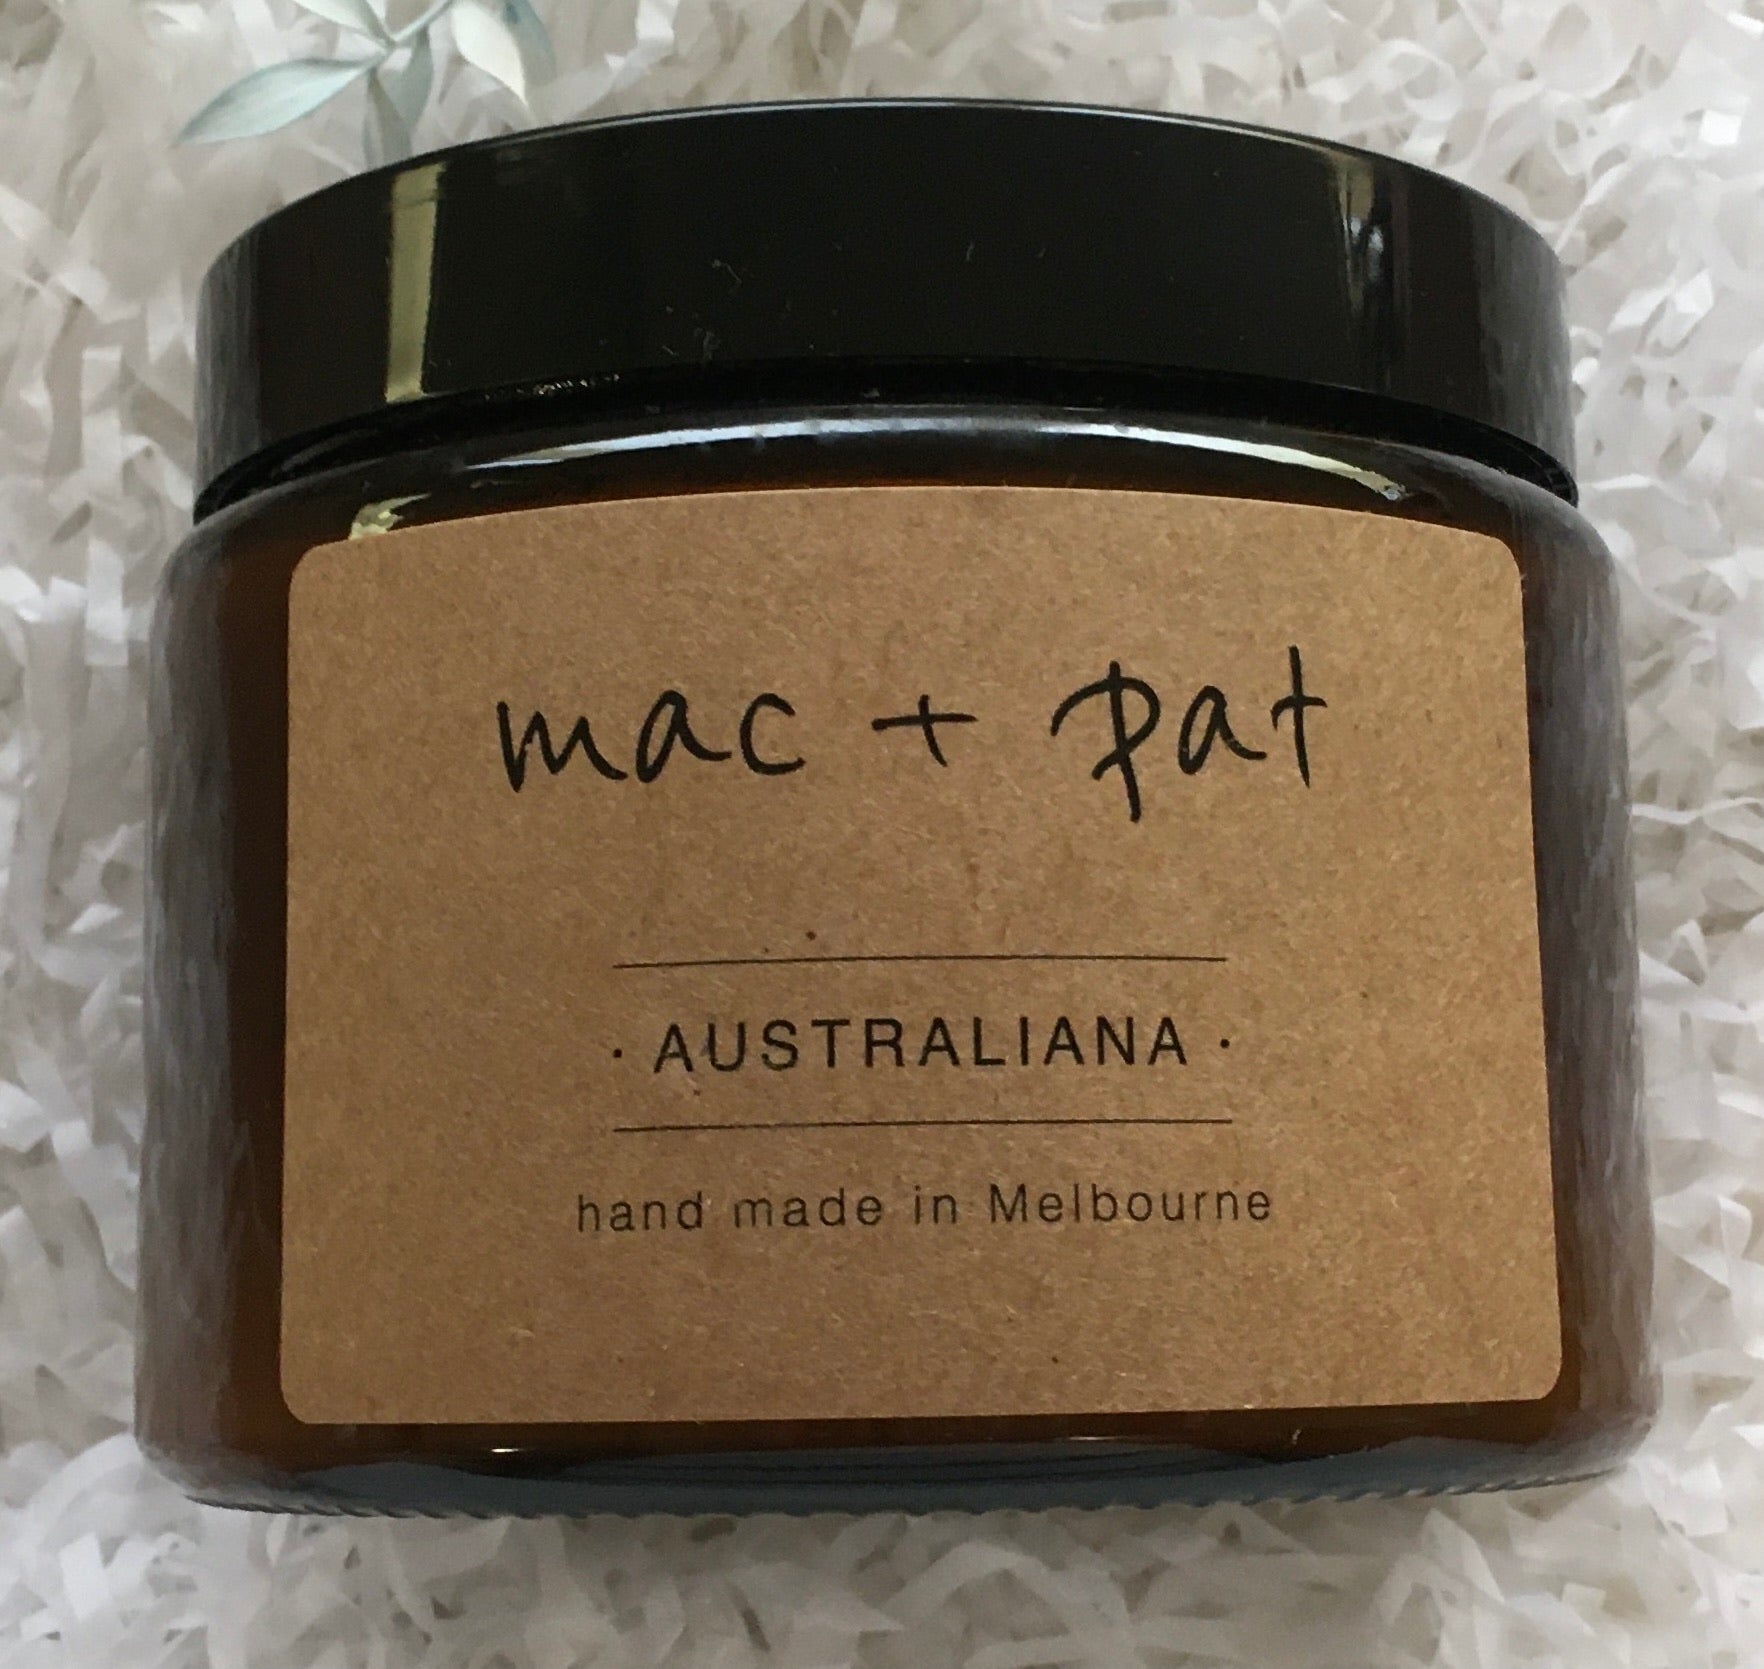 mac + pat
· AUSTRALIANA ·
hand made in Melbourne